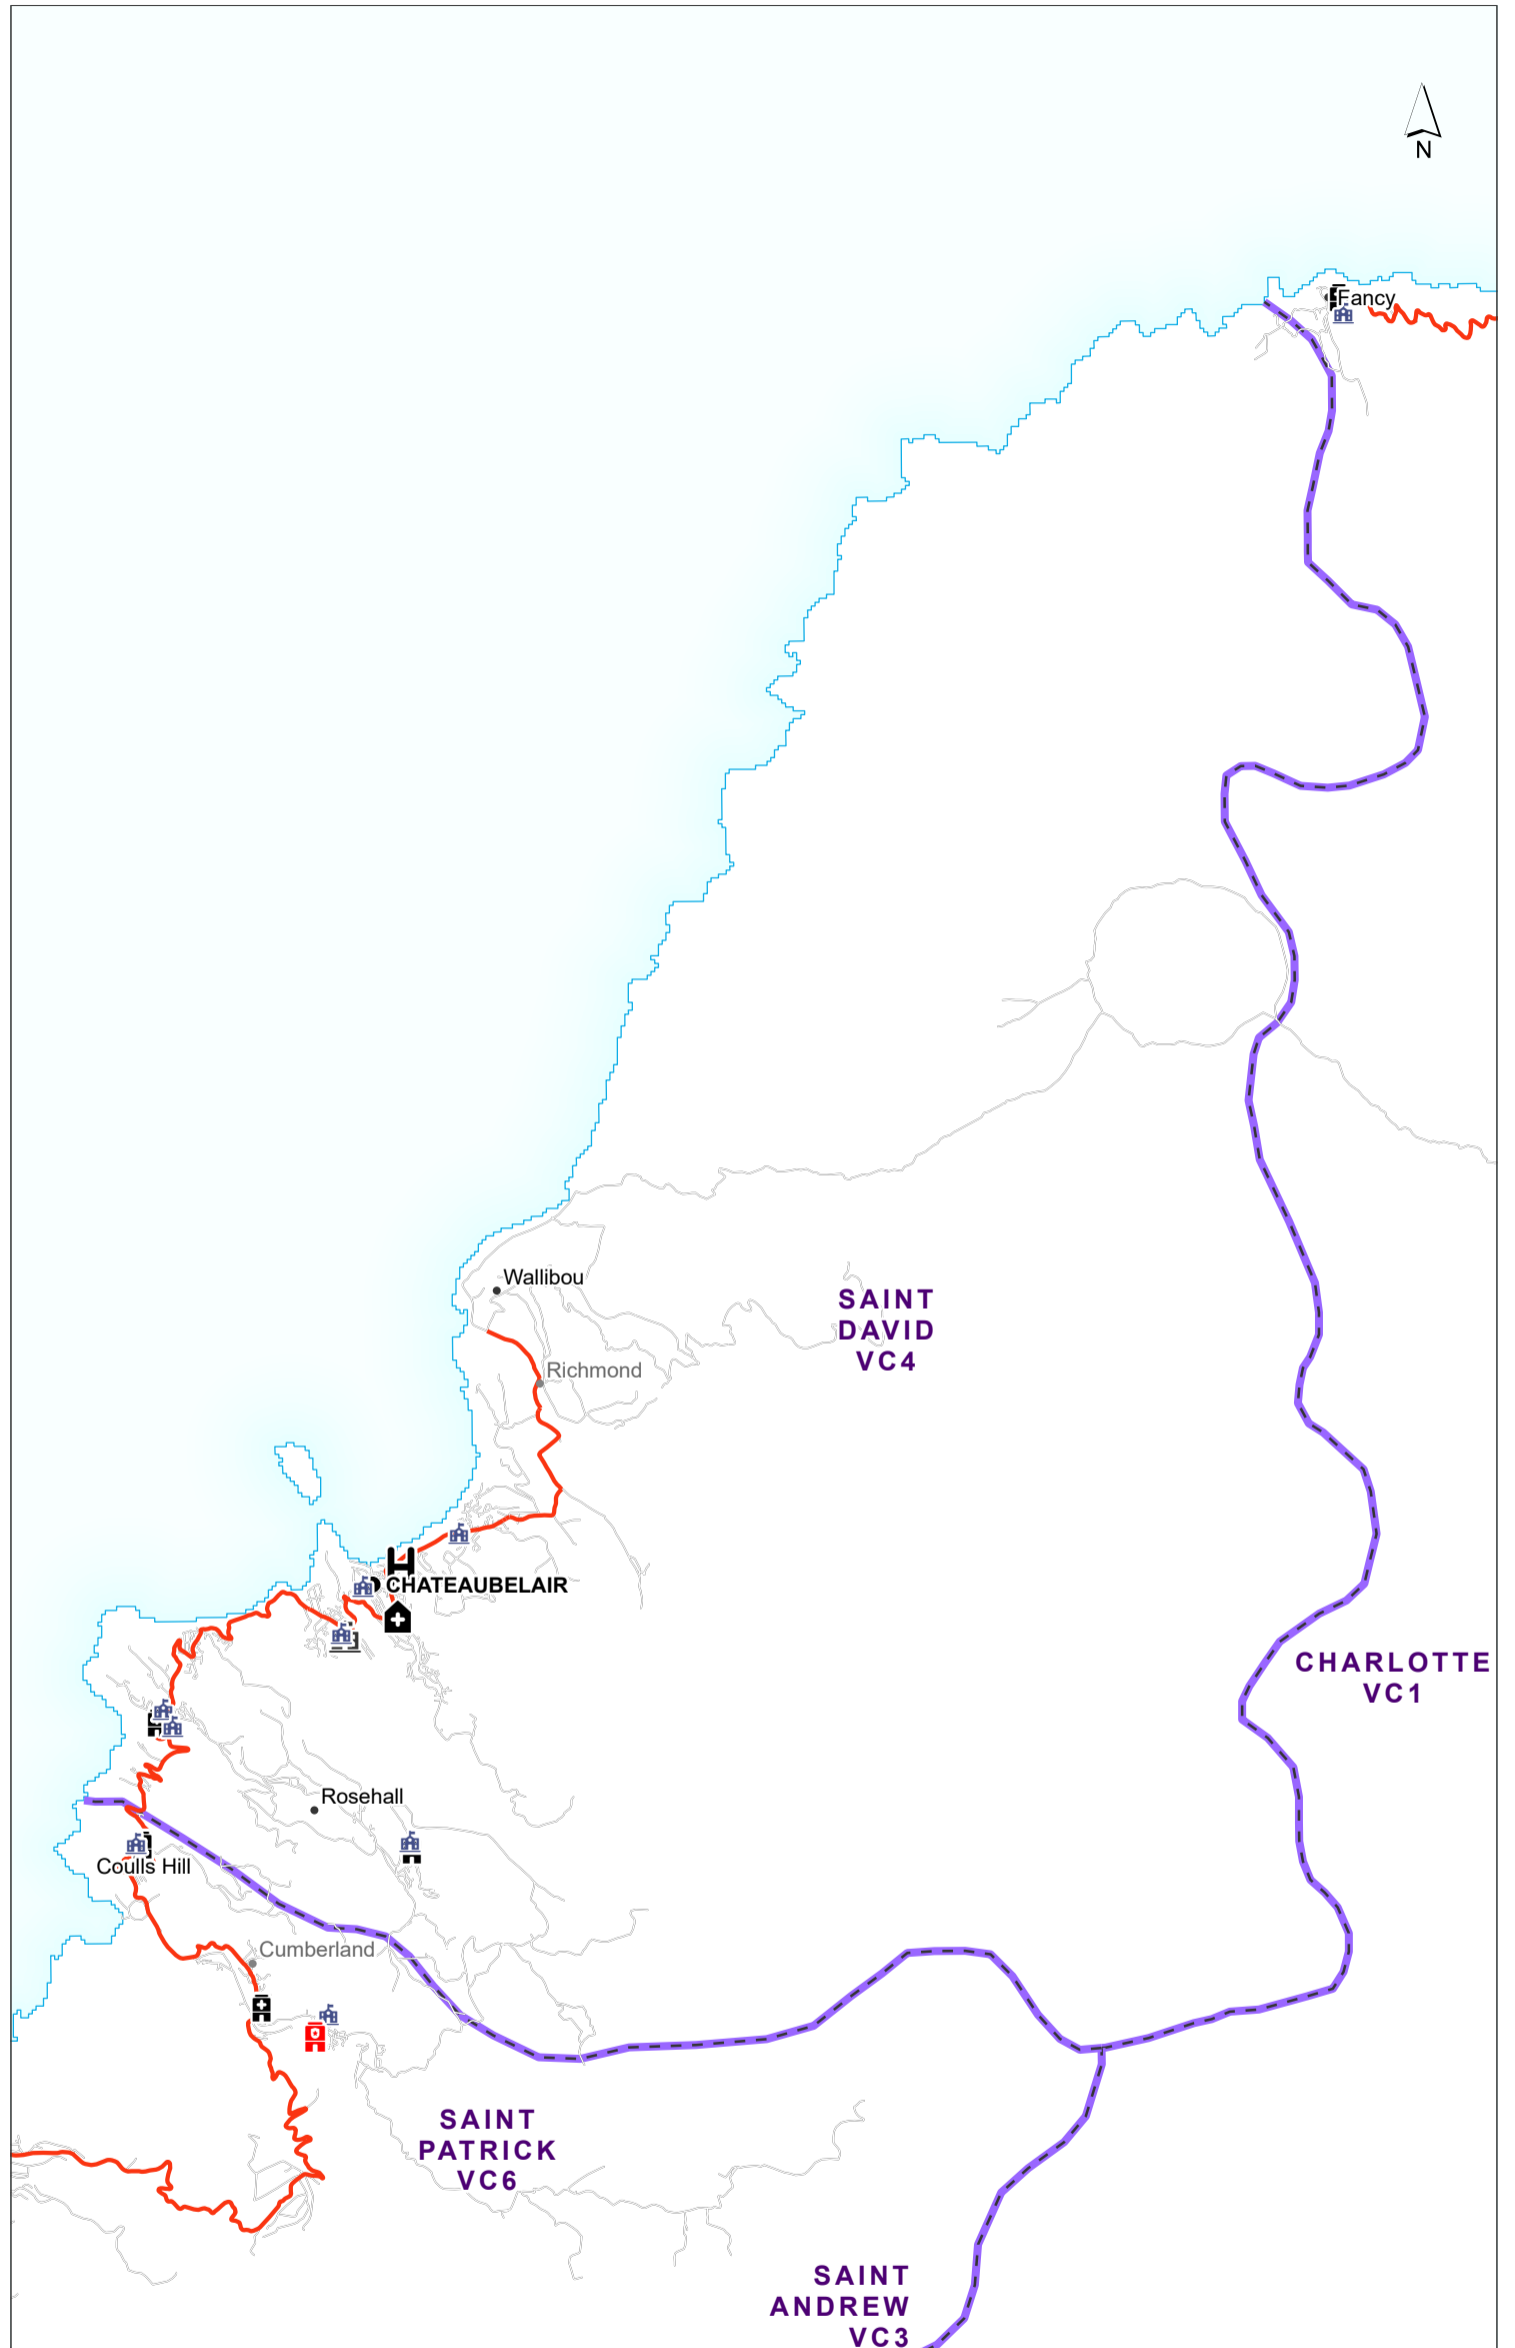 N
Fancy
Wallibou
SAINT
DAVID
VC4
Richmond
CHATEAUBELAIR
CHARLOTTE
VC1
Rosehall
Coulls Hill
Cumberland
SAINT
PATRICK
VC6
SAINT
ANDREW
VC3